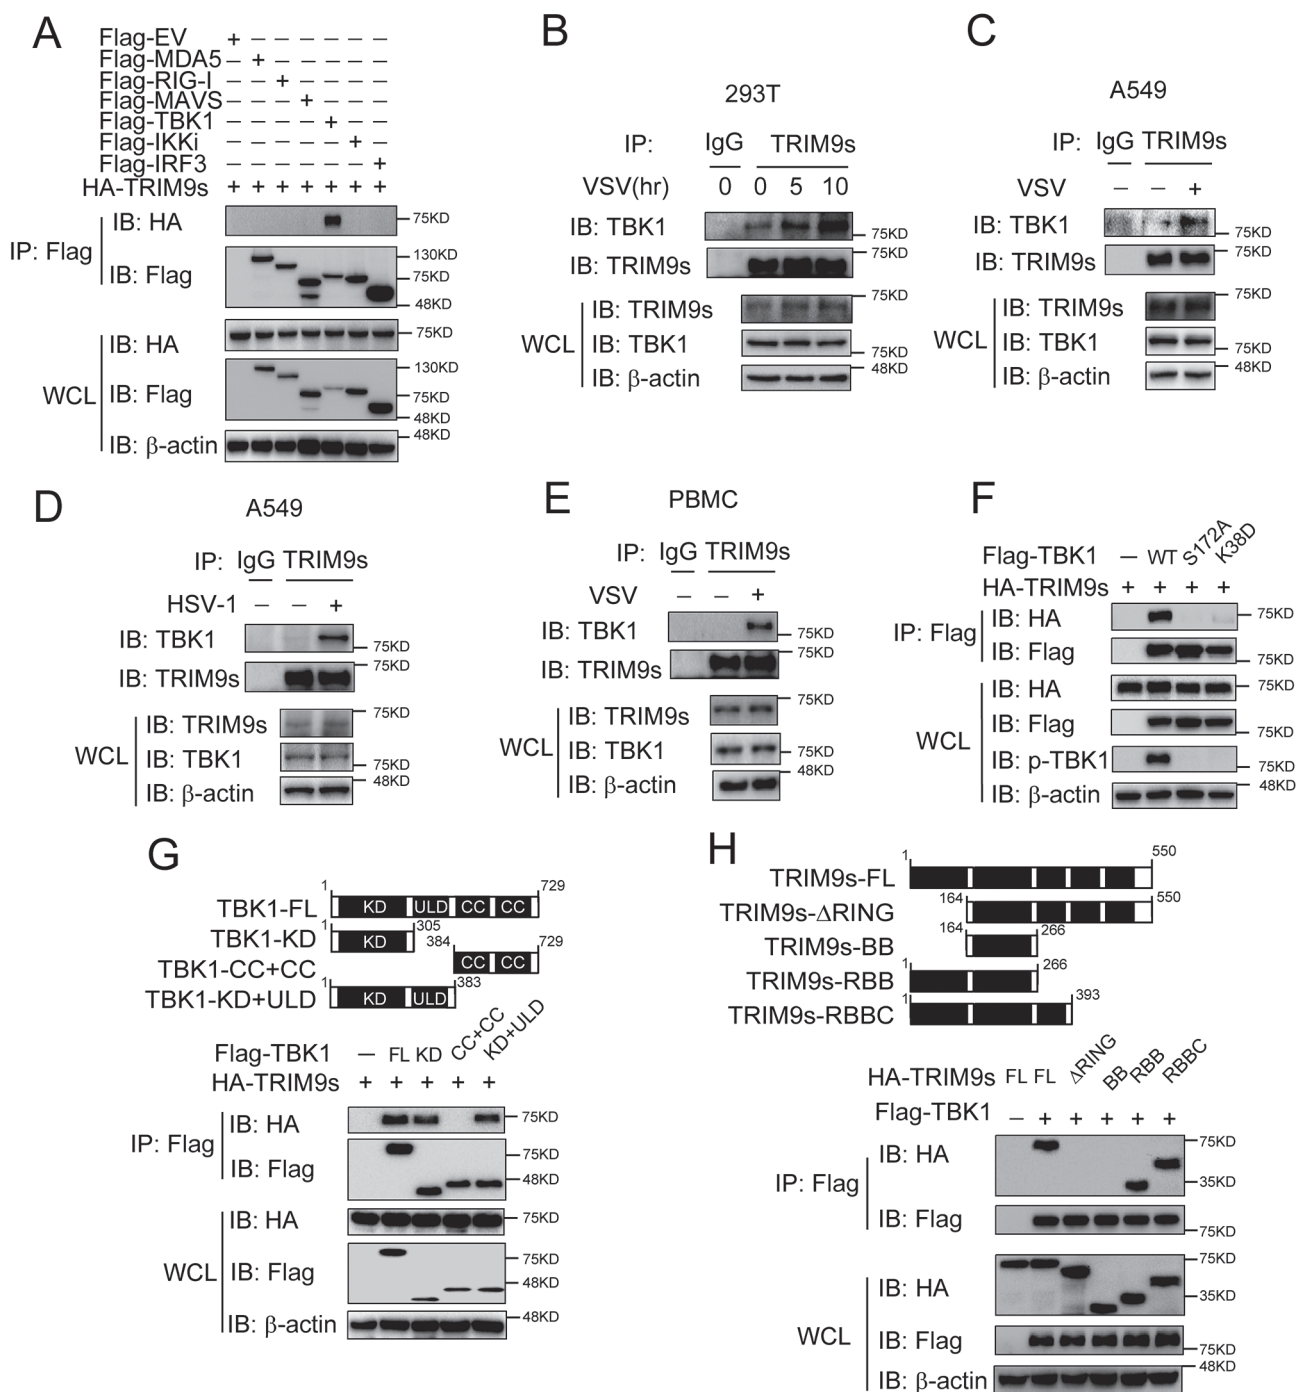 A
Flag-EV + – – – – – –
Flag-MDA5 – + – – – – –
Flag-RIG-I – – + – – – –
Flag-MAVS – – – + – – –
Flag-TBK1 – – – – + – –
Flag-IKKi – – – – – + –
Flag-IRF3 – – – – – – +
HA-TRIM9s + + + + + + +
IP: Flag
IB: HA 75KD
IB: Flag 130KD
75KD
48KD
WCL
IB: HA 75KD
IB: Flag 130KD
75KD
48KD
IB: β-actin 48KD
B
293T
IP: IgG TRIM9s
VSV(hr) 0 0 5 10
IB: TBK1 75KD
IB: TRIM9s 75KD
WCL
IB: TRIM9s 75KD
IB: TBK1 75KD
IB: β-actin 48KD
C
A549
IP: IgG TRIM9s
VSV – – +
IB: TBK1 75KD
IB: TRIM9s 75KD
WCL
IB: TRIM9s 75KD
IB: TBK1 75KD
IB: β-actin 48KD
D
A549
IP: IgG TRIM9s
HSV-1 – – +
IB: TBK1 75KD
IB: TRIM9s 75KD
WCL
IB: TRIM9s 75KD
IB: TBK1 75KD
IB: β-actin 48KD
E
PBMC
IP: IgG TRIM9s
VSV – – +
IB: TBK1 75KD
IB: TRIM9s 75KD
WCL
IB: TRIM9s 75KD
IB: TBK1 75KD
IB: β-actin 48KD
F
Flag-TBK1 – WT S172A K38D
HA-TRIM9s + + + +
IP: Flag
IB: HA 75KD
IB: Flag 75KD
WCL
IB: HA 75KD
IB: Flag 75KD
IB: p-TBK1 75KD
IB: β-actin 48KD
G
1 729
TBK1-FL KD ULD CC CC
1 305
TBK1-KD KD
384 729
TBK1-CC+CC CC CC
1 383
TBK1-KD+ULD KD ULD
Flag-TBK1 – FL KD CC+CC KD+ULD
HA-TRIM9s + + + + +
IP: Flag
IB: HA 75KD
IB: Flag 75KD
48KD
WCL
IB: HA 75KD
IB: Flag 75KD
48KD
IB: β-actin 48KD
H
1 550
TRIM9s-FL
164 550
TRIM9s-ΔRING
164 266
TRIM9s-BB
1 266
TRIM9s-RBB
1 393
TRIM9s-RBBC
HA-TRIM9s FL FL ΔRING BB RBB RBBC
Flag-TBK1 – + + + + +
IP: Flag
IB: HA 75KD
35KD
IB: Flag 75KD
WCL
IB: HA 75KD
35KD
IB: Flag 75KD
IB: β-actin 48KD